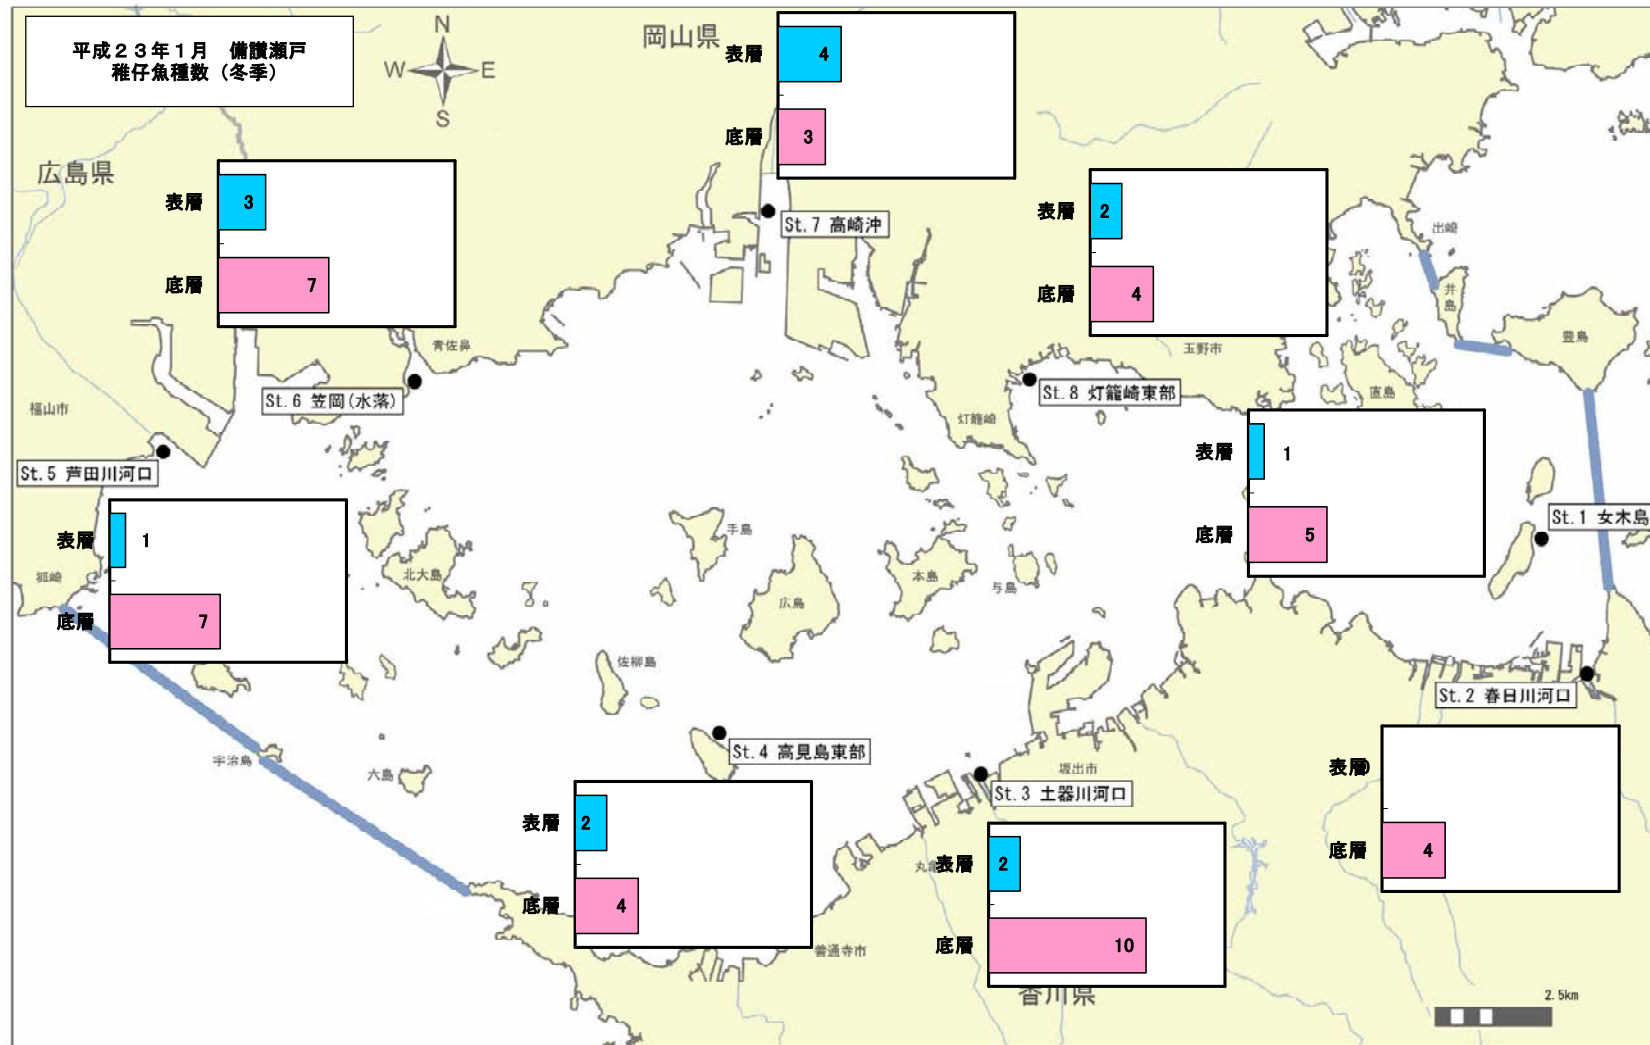 平成２３年１月　備讃瀬戸
稚仔魚種数（冬季）
N
W
E
S
岡山県
広島県
香川県
表層
4
底層
3
St.7 高崎沖
表層
3
底層
7
St.6 笠岡(水落)
青佐鼻
表層
2
底層
4
St.8 灯籠崎東部
玉野市
灯籠崎
出崎
井島
豊島
直島
福山市
St.5 芦田川河口
表層
1
底層
7
狐崎
表層
1
底層
5
St.1 女木島
手島
北大島
広島
本島
与島
佐柳島
宇治島
六島
St.4 高見島東部
表層
2
底層
4
坂出市
St.3 土器川河口
表層
2
底層
10
善通寺市
St.2 春日川河口
表層
0
底層
4
2.5km